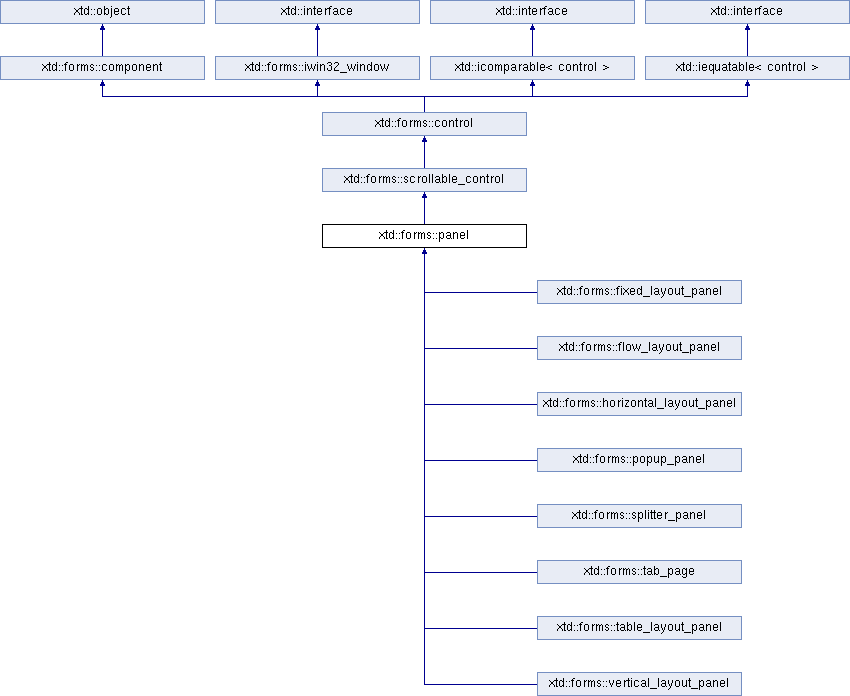 xtd::object
xtd::interface
xtd::interface
xtd::interface
xtd::forms::component
xtd::forms::iwin32_window
xtd::icomparable< control >
xtd::iequatable< control >
xtd::forms::control
xtd::forms::scrollable_control
xtd::forms::panel
xtd::forms::fixed_layout_panel
xtd::forms::flow_layout_panel
xtd::forms::horizontal_layout_panel
xtd::forms::popup_panel
xtd::forms::splitter_panel
xtd::forms::tab_page
xtd::forms::table_layout_panel
xtd::forms::vertical_layout_panel